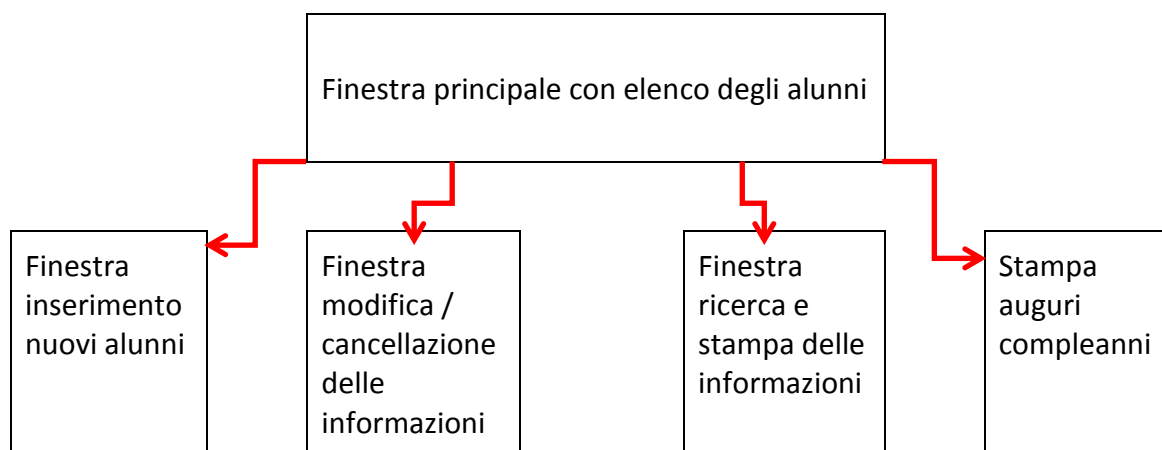 Finestra principale con elenco degli alunni
Finestra
inserimento
nuovi alunni
Finestra
modifica /
cancellazione
delle
informazioni
Finestra
ricerca e
stampa delle
informazioni
Stampa
auguri
compleanni